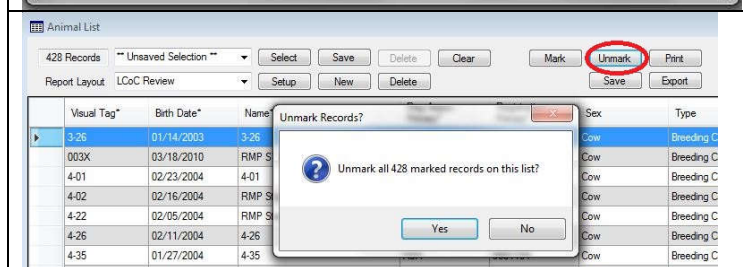 Animal List
428 Records ** Unsaved Selection ** Select Save Delete Clear Mark Unmark Print
Report Layout LCoC Review Setup New Delete Save Export
Visual Tag* Birth Date* Name* Sex Type
Unmark Records?
3-26 01/14/2003 3-26 Cow Breeding C
003X 03/18/2010 RMP S Cow Breeding C
Unmark all 428 marked records on this list?
4-01 02/23/2004 4-01 Cow Breeding C
4-02 02/16/2004 RMP St Cow Breeding C
4-22 02/05/2004 RMP St Cow Breeding C
Yes No
4-26 02/11/2004 4-26 Cow Breeding C
4-35 01/27/2004 4-35 Cow Breeding C